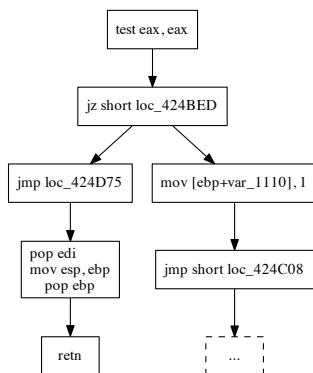 test eax, eax
jz short loc_424BED
jmp loc_424D75
mov [ebp+var_1110], 1
pop edi
mov esp, ebp
pop ebp
jmp short loc_424C08
retn
...